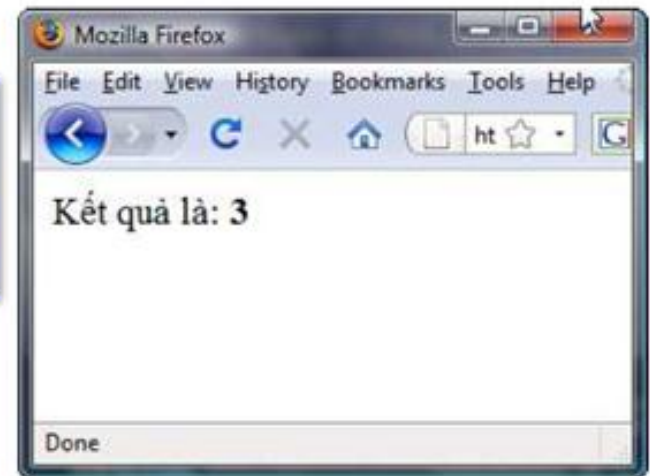 Mozilla Firefox
File Edit View History Bookmarks Tools Help
ht
Kết quả là: 3
Done